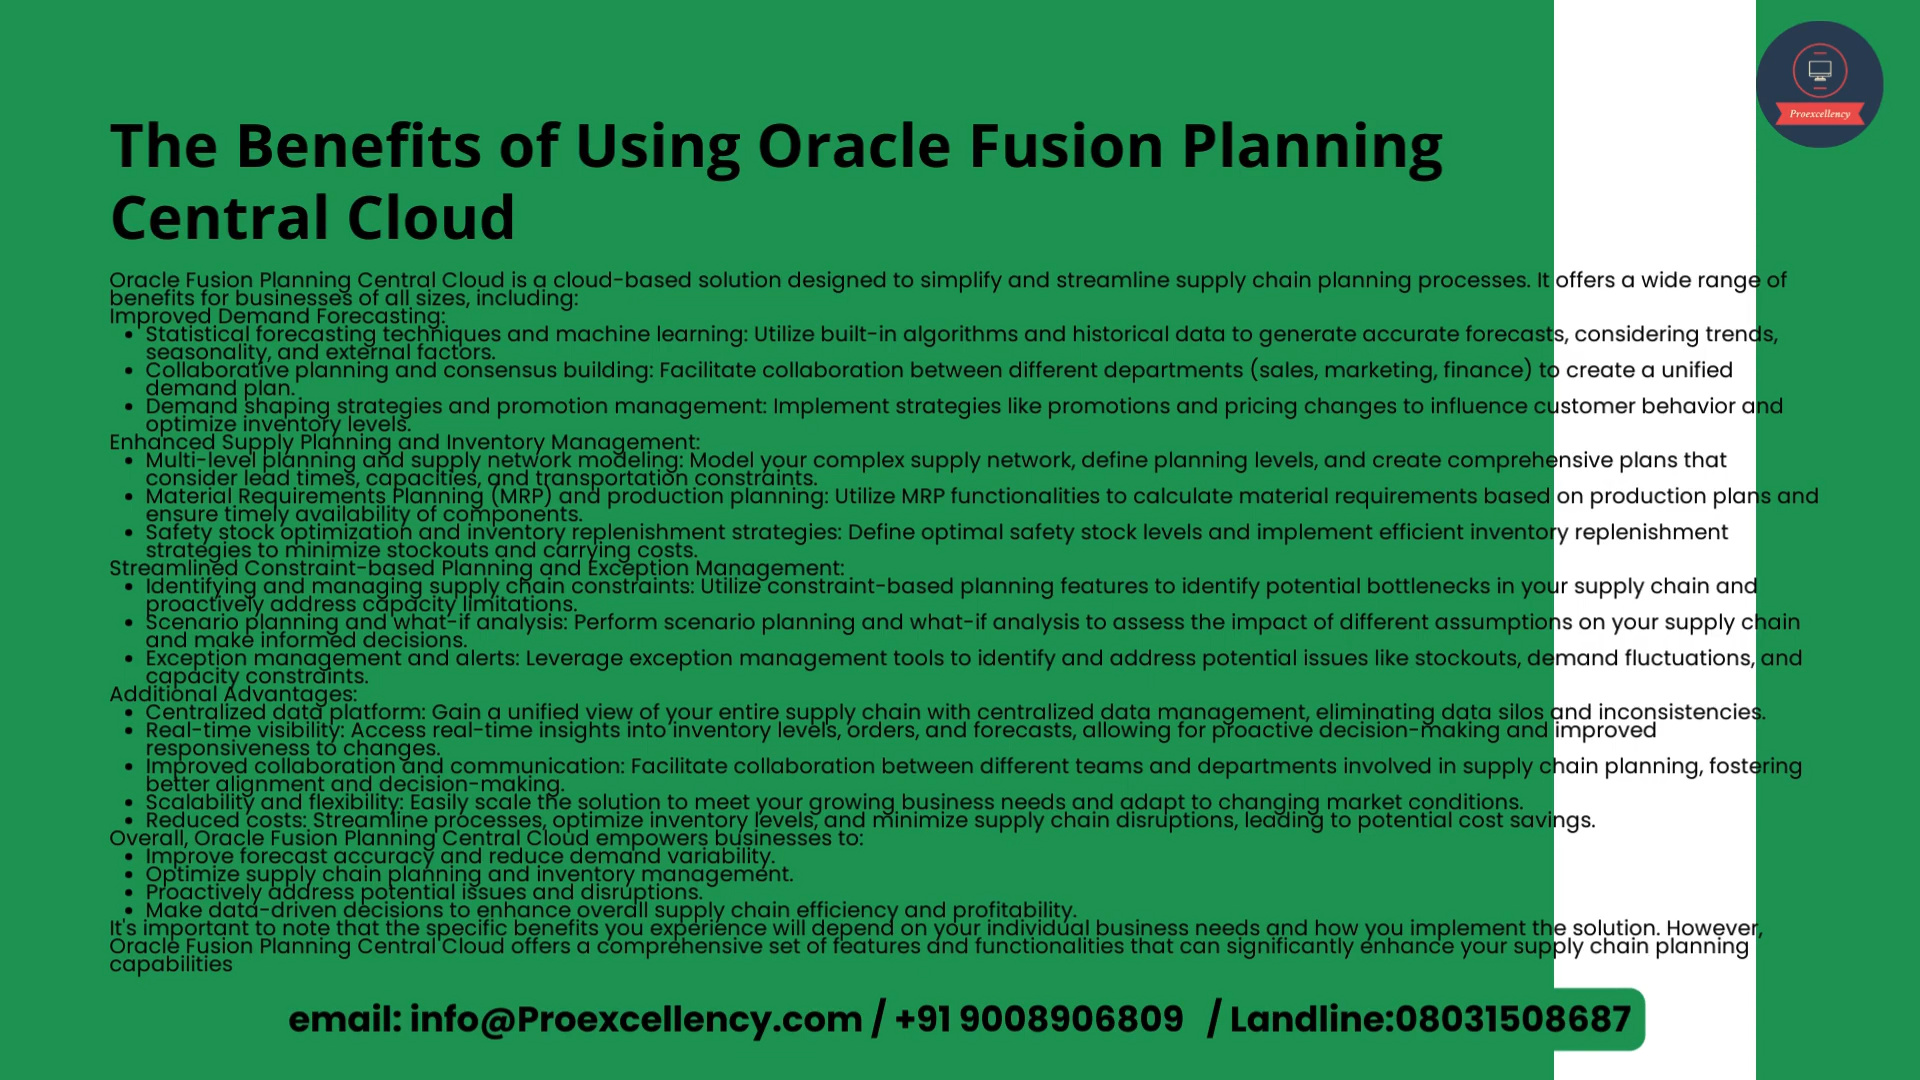 Proexcellency
The Benefits of Using Oracle Fusion Planning
Central Cloud
Oracle Fusion Planning Central Cloud is a cloud-based solution designed to simplify and streamline supply chain planning processes. It offers a wide range of
benefits for businesses of all sizes, including:
Improved Demand Forecasting:
• Statistical forecasting techniques and machine learning: Utilize built-in algorithms and historical data to generate accurate forecasts, considering trends,
seasonality, and external factors.
• Collaborative planning and consensus building: Facilitate collaboration between different departments (sales, marketing, finance) to create a unified
demand plan.
• Demand shaping strategies and promotion management: Implement strategies like promotions and pricing changes to influence customer behavior and
optimize inventory levels.
Enhanced Supply Planning and Inventory Management:
• Multi-level planning and supply network modeling: Model your complex supply network, define planning levels, and create comprehensive plans that
consider lead times, capacities, and transportation constraints.
• Material Requirements Planning (MRP) and production planning: Utilize MRP functionalities to calculate material requirements based on production plans and
ensure timely availability of components.
• Safety stock optimization and inventory replenishment strategies: Define optimal safety stock levels and implement efficient inventory replenishment
strategies to minimize stockouts and carrying costs.
Streamlined Constraint-based Planning and Exception Management:
• Identifying and managing supply chain constraints: Utilize constraint-based planning features to identify potential bottlenecks in your supply chain and
proactively address capacity limitations.
• Scenario planning and what-if analysis: Perform scenario planning and what-if analysis to assess the impact of different assumptions on your supply chain
and make informed decisions.
• Exception management and alerts: Leverage exception management tools to identify and address potential issues like stockouts, demand fluctuations, and
capacity constraints.
Additional Advantages:
• Centralized data platform: Gain a unified view of your entire supply chain with centralized data management, eliminating data silos and inconsistencies.
• Real-time visibility: Access real-time insights into inventory levels, orders, and forecasts, allowing for proactive decision-making and improved
responsiveness to changes.
• Improved collaboration and communication: Facilitate collaboration between different teams and departments involved in supply chain planning, fostering
better alignment and decision-making.
• Scalability and flexibility: Easily scale the solution to meet your growing business needs and adapt to changing market conditions.
• Reduced costs: Streamline processes, optimize inventory levels, and minimize supply chain disruptions, leading to potential cost savings.
Overall, Oracle Fusion Planning Central Cloud empowers businesses to:
• Improve forecast accuracy and reduce demand variability.
• Optimize supply chain planning and inventory management.
• Proactively address potential issues and disruptions.
• Make data-driven decisions to enhance overall supply chain efficiency and profitability.
It's important to note that the specific benefits you experience will depend on your individual business needs and how you implement the solution. However,
Oracle Fusion Planning Central Cloud offers a comprehensive set of features and functionalities that can significantly enhance your supply chain planning
capabilities
email: info@Proexcellency.com / +91 9008906809 / Landline:08031508687